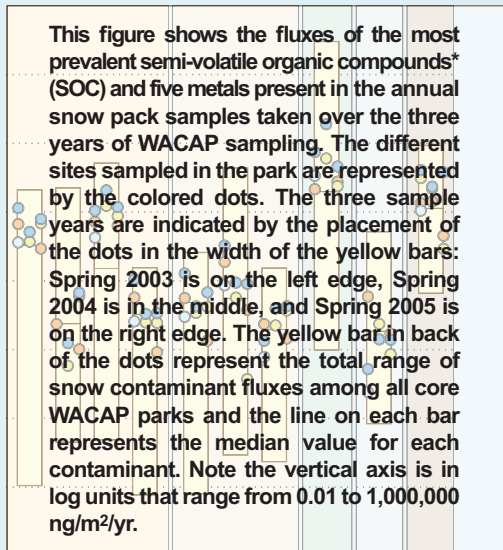 This figure shows the fluxes of the most
prevalent semi-volatile organic compounds*
(SOC) and five metals present in the annual
snow pack samples taken over the three
years of WACAP sampling. The different
sites sampled in the park are represented
by the colored dots. The three sample
years are indicated by the placement of
the dots in the width of the yellow bars:
Spring 2003 is on the left edge, Spring
2004 is in the middle, and Spring 2005 is
on the right edge. The yellow bar in back
of the dots represent the total range of
snow contaminant fluxes among all core
WACAP parks and the line on each bar
represents the median value for each
contaminant. Note the vertical axis is in
log units that range from 0.01 to 1,000,000
ng/m²/yr.